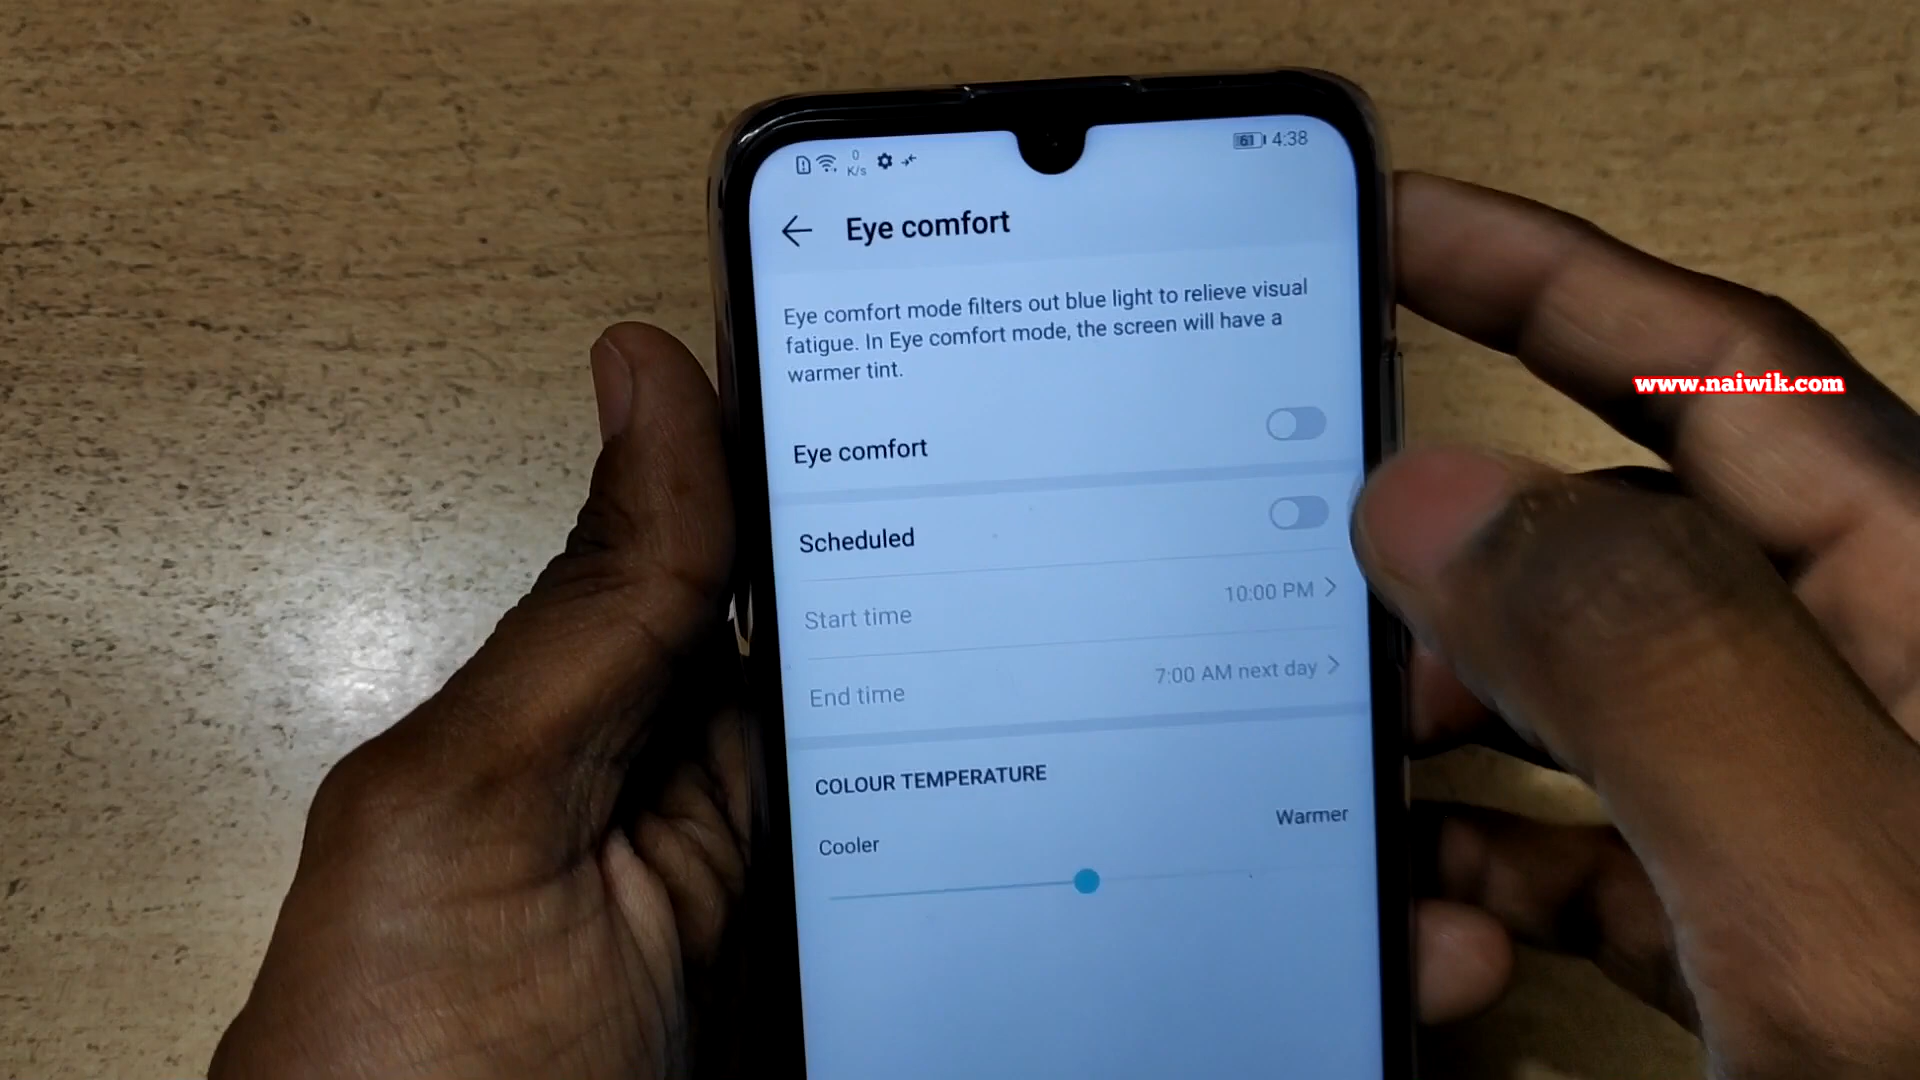 0
K/s
61 4:38
Eye comfort
Eye comfort mode filters out blue light to relieve visual
fatigue. In Eye comfort mode, the screen will have a
warmer tint.
www.naiwik.com
Eye comfort
Scheduled
Start time 10:00 PM
End time 7:00 AM next day
COLOUR TEMPERATURE
Cooler Warmer